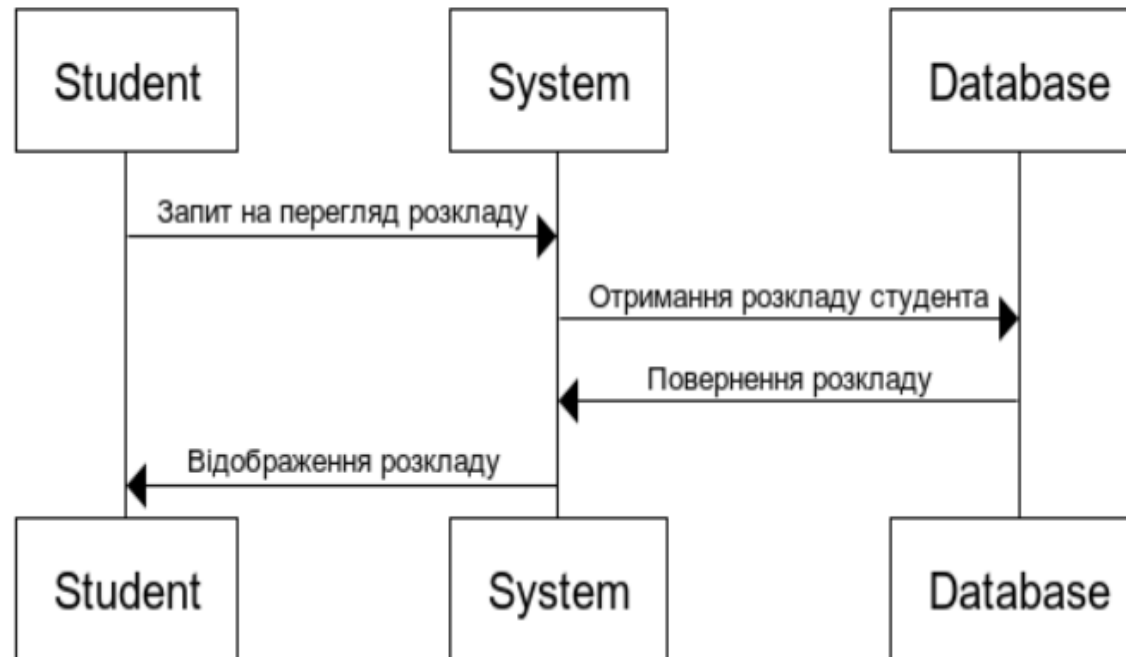 Student
System
Database
Запит на перегляд розкладу
Отримання розкладу студента
Повернення розкладу
Відображення розкладу
Student
System
Database